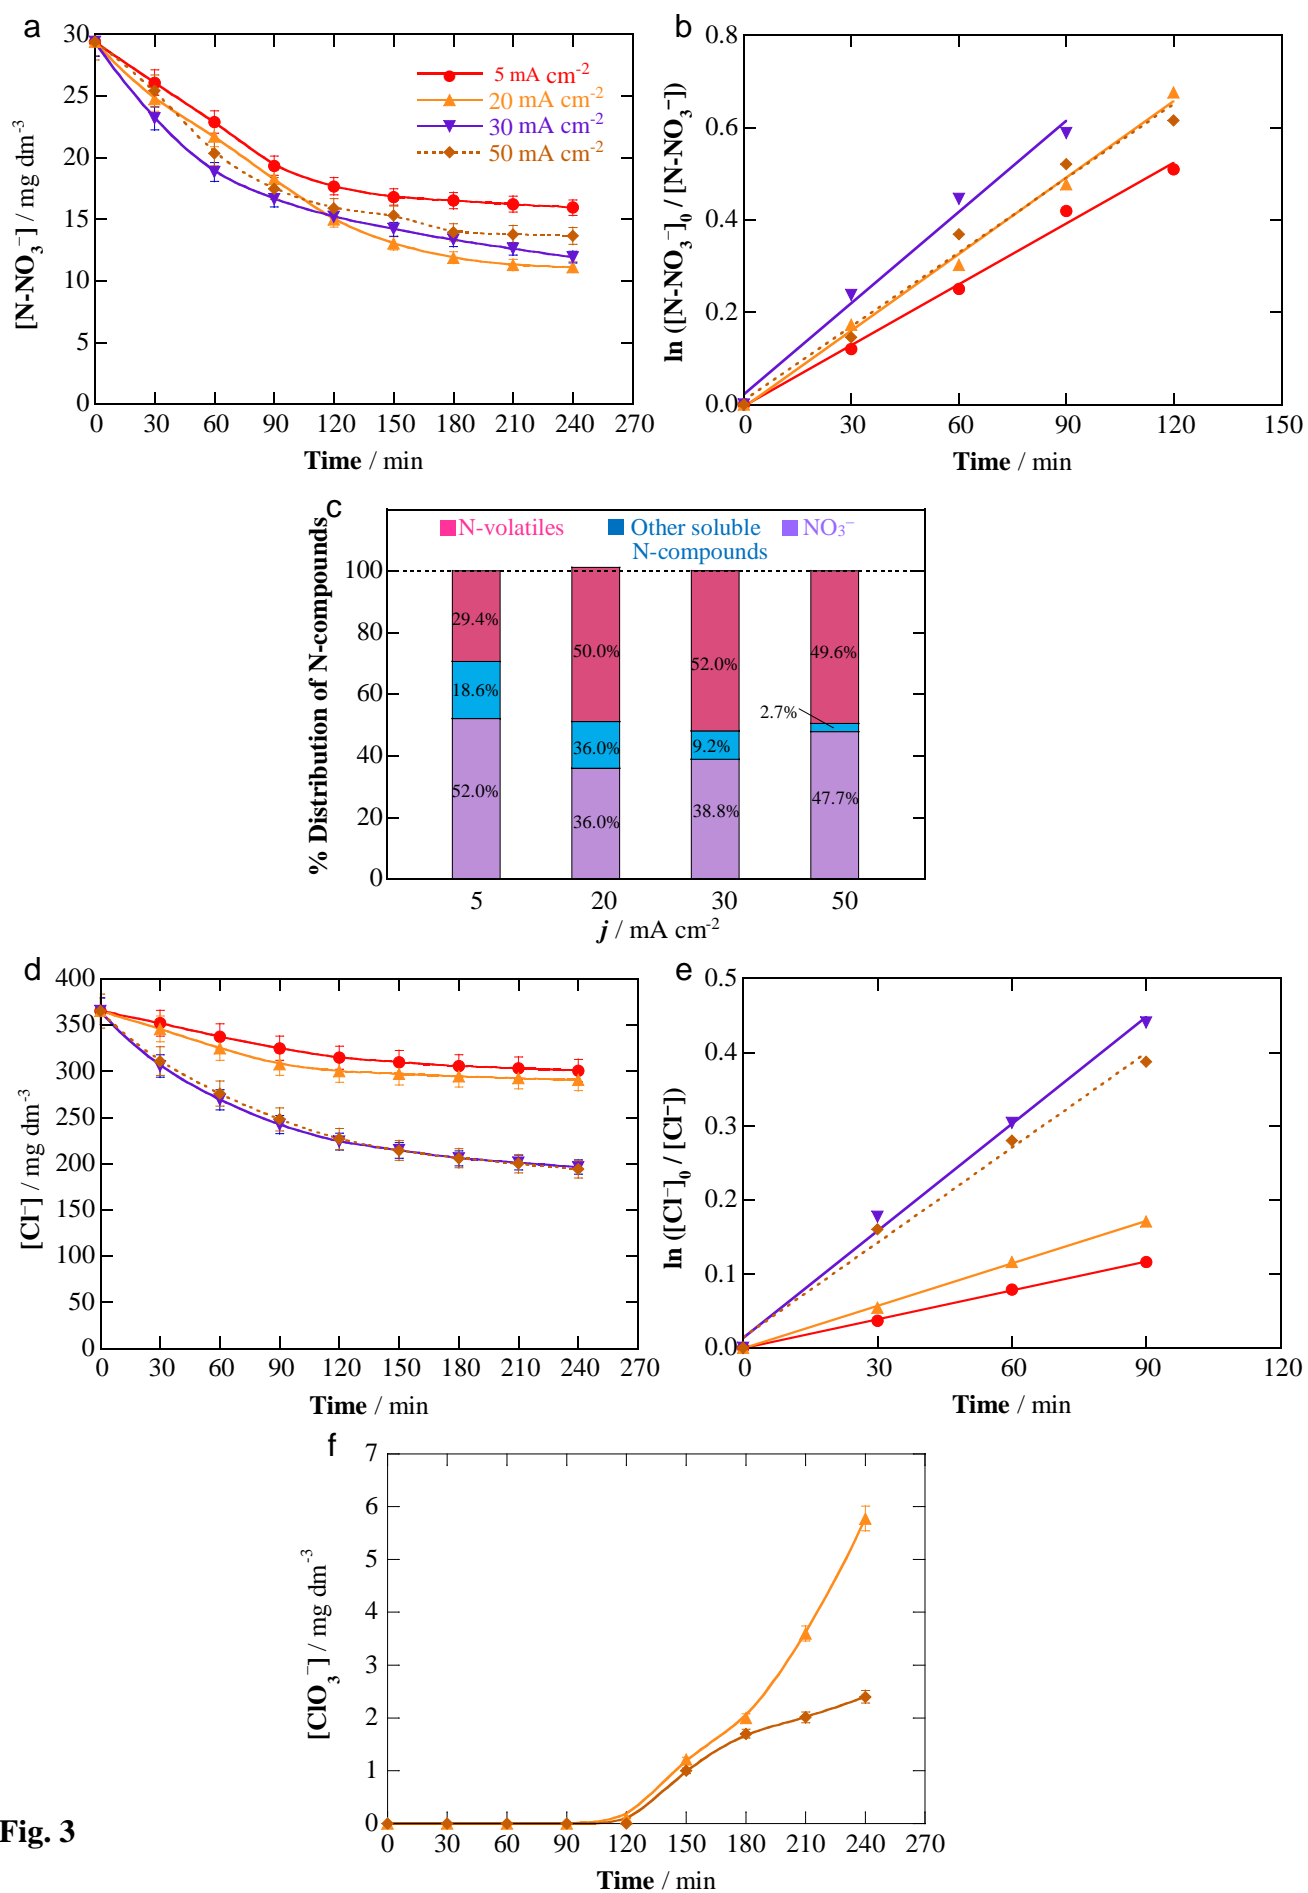 a
30
25
20
15
10
5
0
[N-NO3−] / mg dm-3
5 mA cm-2
20 mA cm-2
30 mA cm-2
50 mA cm-2
0 30 60 90 120 150 180 210 240 270
Time / min
b
0.8
0.6
0.4
0.2
0.0
ln ([N-NO3−]0 / [N-NO3−])
0 30 60 90 120 150
Time / min
c
N-volatiles
Other soluble
N-compounds
NO3−
100
80
60
40
20
0
% Distribution of N-compounds
29.4%
18.6%
52.0%
50.0%
36.0%
36.0%
52.0%
9.2%
38.8%
49.6%
2.7%
47.7%
5 20 30 50
j / mA cm-2
d
400
350
300
250
200
150
100
50
0
[Cl−] / mg dm-3
0 30 60 90 120 150 180 210 240 270
Time / min
e
0.5
0.4
0.3
0.2
0.1
0.0
ln ([Cl−]0 / [Cl−])
0 30 60 90 120
Time / min
f
7
6
5
4
3
2
1
0
[ClO3−] / mg dm-3
0 30 60 90 120 150 180 210 240 270
Time / min
Fig. 3